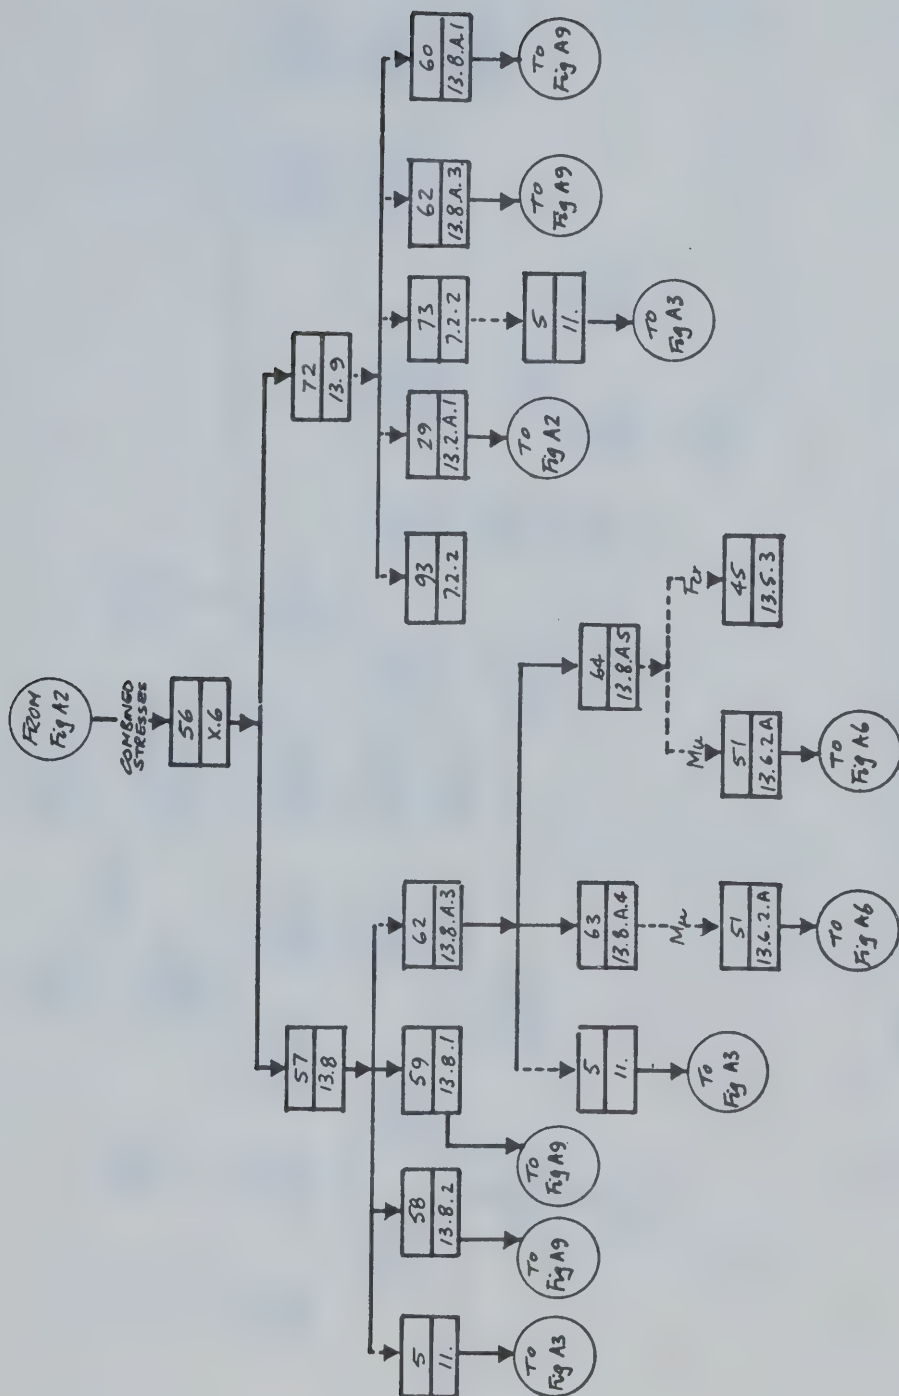 FROM
Fig A2
COMBINED
STRESSES
56
X.6
57
13.8
72
13.9
5
11.
58
13.8.2
59
13.8.1
62
13.8.A.3
93
7.2.2
29
13.2.A.1
73
7.2.2
62
13.8.A.3.
60
13.8.A.1
TO
Fig A3
TO
Fig A9
TO
Fig A9
5
11.
63
13.8.A.4
64
13.8.A5
TO
Fig A2
5
11.
TO
Fig A9
TO
Fig A9
TO
Fig A3
Mu
51
13.6.2.A
Mu
51
13.6.2A
Fcr
45
13.5.3
TO
Fig A3
TO
Fig A6
TO
Fig A6